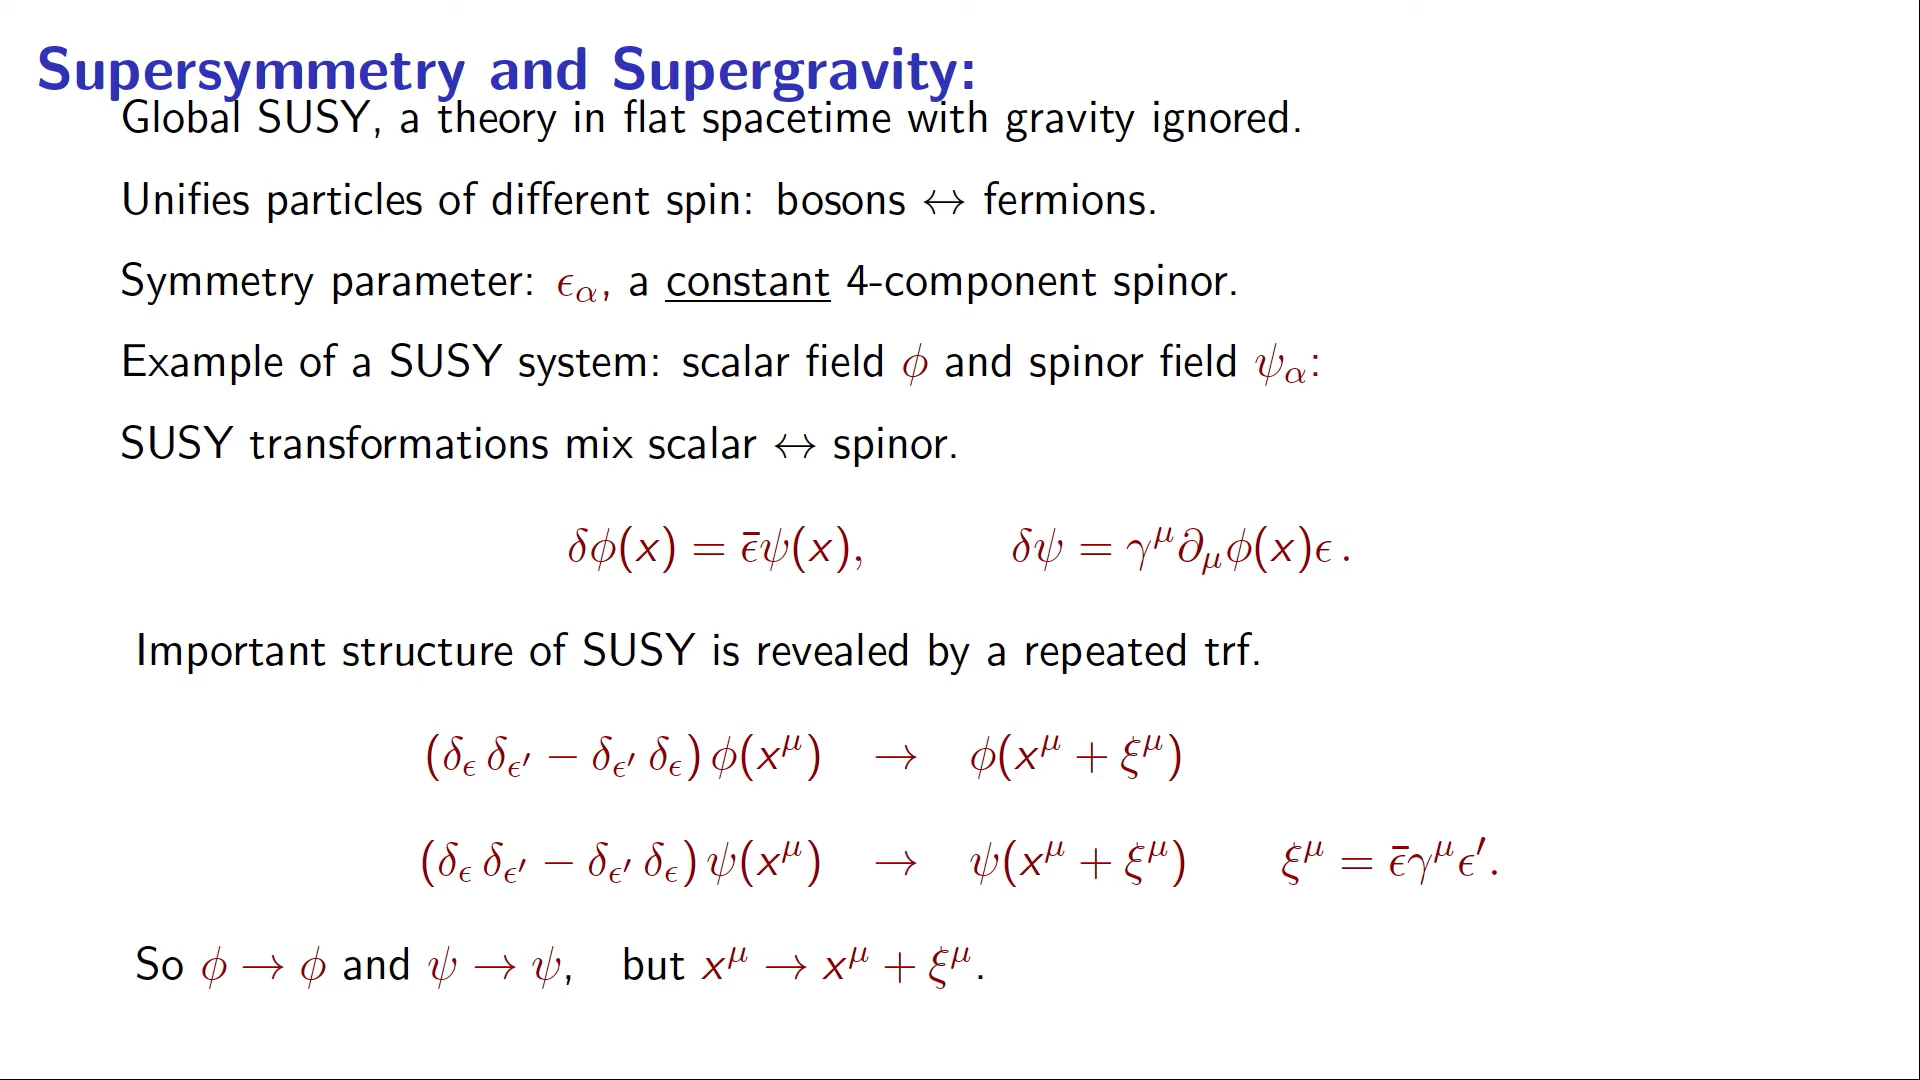 Supersymmetry and Supergravity:
Global SUSY, a theory in flat spacetime with gravity ignored.
Unifies particles of different spin: bosons ↔ fermions.
Symmetry parameter: ϵ_α, a constant 4-component spinor.
Example of a SUSY system: scalar field ϕ and spinor field ψ_α:
SUSY transformations mix scalar ↔ spinor.
δϕ(x) = ϵ̄ψ(x), δψ = γ^μ∂_μϕ(x)ϵ .
Important structure of SUSY is revealed by a repeated trf.
(δ_ϵ δ_ϵ′ − δ_ϵ′ δ_ϵ) ϕ(x^μ) → ϕ(x^μ + ξ^μ)
(δ_ϵ δ_ϵ′ − δ_ϵ′ δ_ϵ) ψ(x^μ) → ψ(x^μ + ξ^μ) ξ^μ = ϵ̄γ^μϵ′.
So ϕ → ϕ and ψ → ψ, but x^μ → x^μ + ξ^μ.